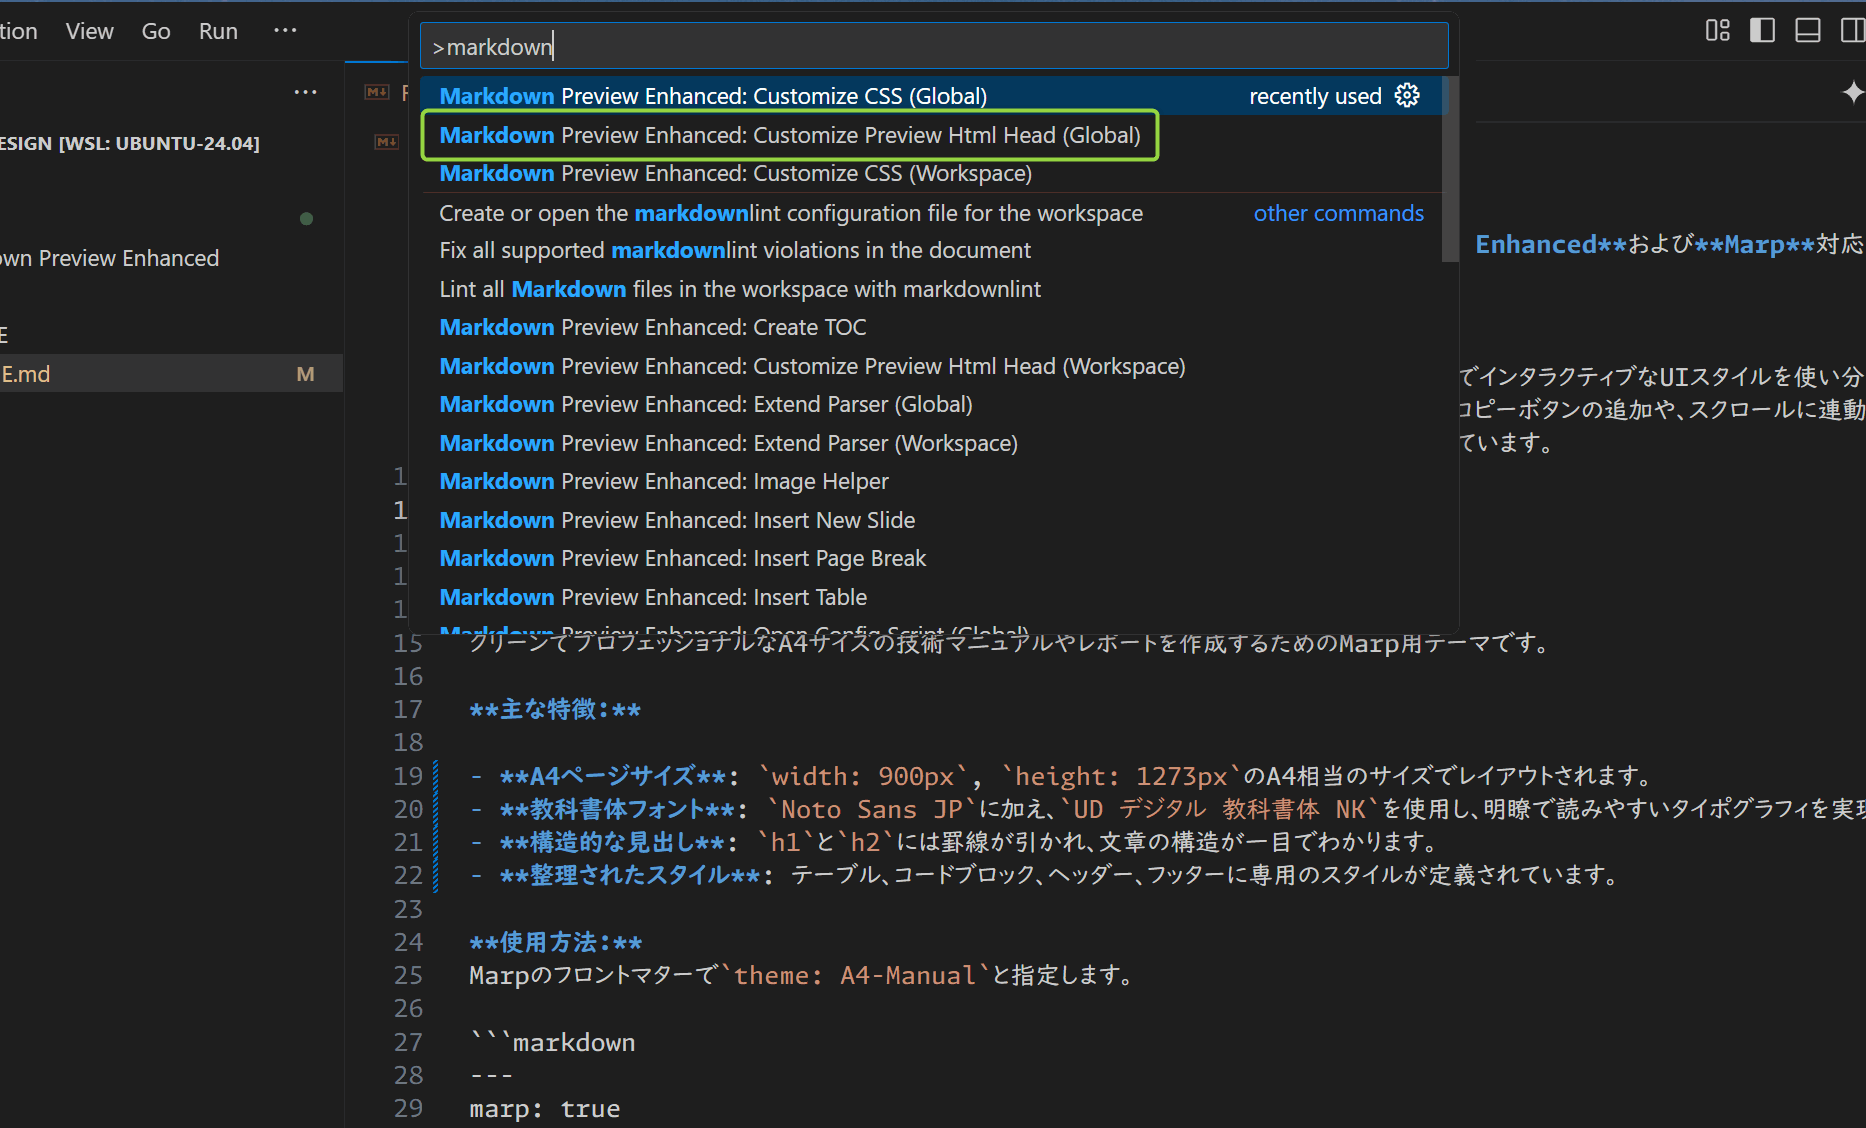 tion View Go Run ···
>markdown
···
Markdown Preview Enhanced: Customize CSS (Global) recently used
Markdown Preview Enhanced: Customize Preview Html Head (Global)
Markdown Preview Enhanced: Customize CSS (Workspace)
Create or open the markdownlint configuration file for the workspace other commands
Fix all supported markdownlint violations in the document
Lint all Markdown files in the workspace with markdownlint
Markdown Preview Enhanced: Create TOC
Markdown Preview Enhanced: Customize Preview Html Head (Workspace)
Markdown Preview Enhanced: Extend Parser (Global)
Markdown Preview Enhanced: Extend Parser (Workspace)
Markdown Preview Enhanced: Image Helper
Markdown Preview Enhanced: Insert New Slide
Markdown Preview Enhanced: Insert Page Break
Markdown Preview Enhanced: Insert Table
Markdown Preview Enhanced: Open Config Script (Global)
ESIGN [WSL: UBUNTU-24.04]
own Preview Enhanced
E
E.md M
Enhanced**および**Marp**対応
でインタラクティブなUIスタイルを使い分
コピーボタンの追加や、スクロールに連動
ています。
1
1
1
1
1
15 クリーンでプロフェッショナルなA4サイズの技術マニュアルやレポートを作成するためのMarp用テーマです。
16
17 **主な特徴:**
18
19 - **A4ページサイズ**: `width: 900px`, `height: 1273px`のA4相当のサイズでレイアウトされます。
20 - **教科書体フォント**: `Noto Sans JP`に加え、`UD デジタル 教科書体 NK`を使用し、明瞭で読みやすいタイポグラフィを実現
21 - **構造的な見出し**: `h1`と`h2`には罫線が引かれ、文章の構造が一目でわかります。
22 - **整理されたスタイル**: テーブル、コードブロック、ヘッダー、フッターに専用のスタイルが定義されています。
23
24 **使用方法:**
25 Marpのフロントマターで`theme: A4-Manual`と指定します。
26
27 ```markdown
28 ---
29 marp: true